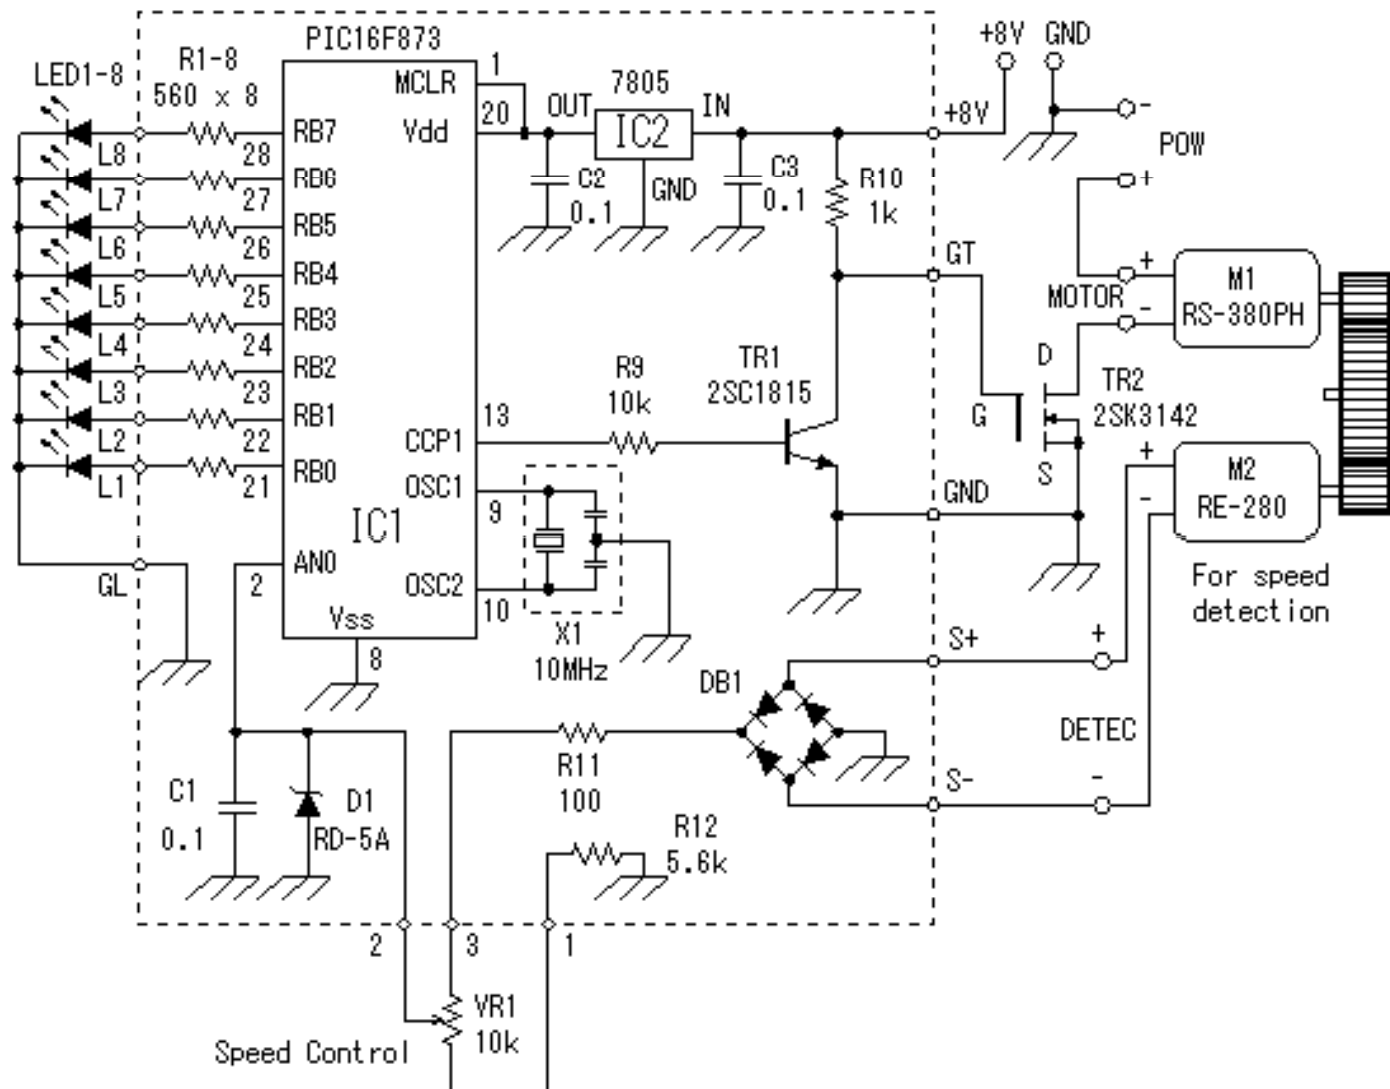 PIC16F873
+8V GND
LED1-8
R1-8
560 x 8
MCLR
1
7805
OUT
IN
IC2
GND
+8V
-
POW
+
RB7
28
L8
Vdd
20
C2
0.1
C3
0.1
R10
1k
RB6
27
L7
RB5
26
L6
RB4
25
L5
RB3
24
L4
RB2
23
L3
RB1
22
L2
RB0
21
L1
GT
MOTOR
+
-
M1
RS-380PH
R9
10k
TR1
2SC1815
D
G
S
TR2
2SK3142
13
CCP1
OSC1
9
IC1
AN0
2
OSC2
10
X1
10MHz
GND
+
-
M2
RE-280
For speed
detection
GL
Vss
8
DB1
S+
+
DETEC
S-
-
R11
100
C1
0.1
D1
RD-5A
R12
5.6k
2
3
1
VR1
10k
Speed Control